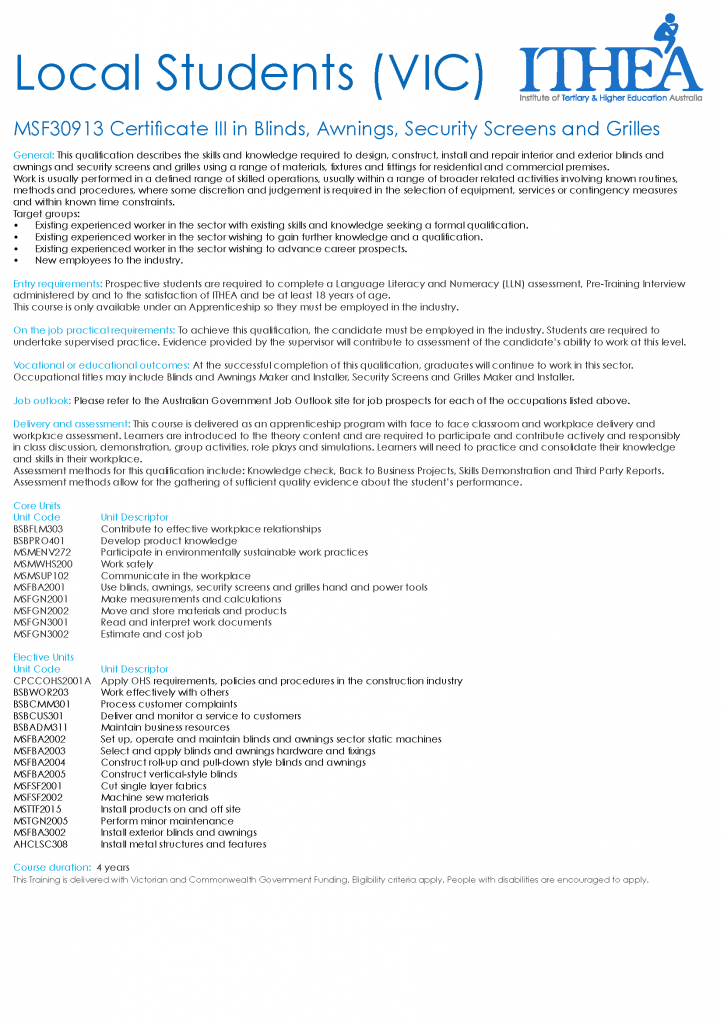 Local Students (VIC)
ITHEA
Institute of Tertiary & Higher Education Australia
MSF30913 Certificate III in Blinds, Awnings, Security Screens and Grilles
General: This qualification describes the skills and knowledge required to design, construct, install and repair interior and exterior blinds and
awnings and security screens and grilles using a range of materials, fixtures and fittings for residential and commercial premises.
Work is usually performed in a defined range of skilled operations, usually within a range of broader related activities involving known routines,
methods and procedures, where some discretion and judgement is required in the selection of equipment, services or contingency measures
and within known time constraints.
Target groups:
• Existing experienced worker in the sector with existing skills and knowledge seeking a formal qualification.
• Existing experienced worker in the sector wishing to gain further knowledge and a qualification.
• Existing experienced worker in the sector wishing to advance career prospects.
• New employees to the industry.
Entry requirements: Prospective students are required to complete a Language Literacy and Numeracy (LLN) assessment, Pre-Training Interview
administered by and to the satisfaction of ITHEA and be at least 18 years of age.
This course is only available under an Apprenticeship so they must be employed in the industry.
On the job practical requirements: To achieve this qualification, the candidate must be employed in the industry. Students are required to
undertake supervised practice. Evidence provided by the supervisor will contribute to assessment of the candidate's ability to work at this level.
Vocational or educational outcomes: At the successful completion of this qualification, graduates will continue to work in this sector.
Occupational titles may include Blinds and Awnings Maker and Installer, Security Screens and Grilles Maker and Installer.
Job outlook: Please refer to the Australian Government Job Outlook site for job prospects for each of the occupations listed above.
Delivery and assessment: This course is delivered as an apprenticeship program with face to face classroom and workplace delivery and
workplace assessment. Learners are introduced to the theory content and are required to participate and contribute actively and responsibly
in class discussion, demonstration, group activities, role plays and simulations. Learners will need to practice and consolidate their knowledge
and skills in their workplace.
Assessment methods for this qualification include: Knowledge check, Back to Business Projects, Skills Demonstration and Third Party Reports.
Assessment methods allow for the gathering of sufficient quality evidence about the student's performance.
Core Units
Unit Code Unit Descriptor
BSBFLM303 Contribute to effective workplace relationships
BSBPRO401 Develop product knowledge
MSMENV272 Participate in environmentally sustainable work practices
MSMWHS200 Work safely
MSMSUP102 Communicate in the workplace
MSFBA2001 Use blinds, awnings, security screens and grilles hand and power tools
MSFGN2001 Make measurements and calculations
MSFGN2002 Move and store materials and products
MSFGN3001 Read and interpret work documents
MSFGN3002 Estimate and cost job
Elective Units
Unit Code Unit Descriptor
CPCCOHS2001A Apply OHS requirements, policies and procedures in the construction industry
BSBWOR203 Work effectively with others
BSBCMM301 Process customer complaints
BSBCUS301 Deliver and monitor a service to customers
BSBADM311 Maintain business resources
MSFBA2002 Set up, operate and maintain blinds and awnings sector static machines
MSFBA2003 Select and apply blinds and awnings hardware and fixings
MSFBA2004 Construct roll-up and pull-down style blinds and awnings
MSFBA2005 Construct vertical-style blinds
MSFSF2001 Cut single layer fabrics
MSFSF2002 Machine sew materials
MSTTF2015 Install products on and off site
MSTGN2005 Perform minor maintenance
MSFBA3002 Install exterior blinds and awnings
AHCLSC308 Install metal structures and features
Course duration: 4 years
This Training is delivered with Victorian and Commonwealth Government Funding. Eligibility criteria apply. People with disabilities are encouraged to apply.